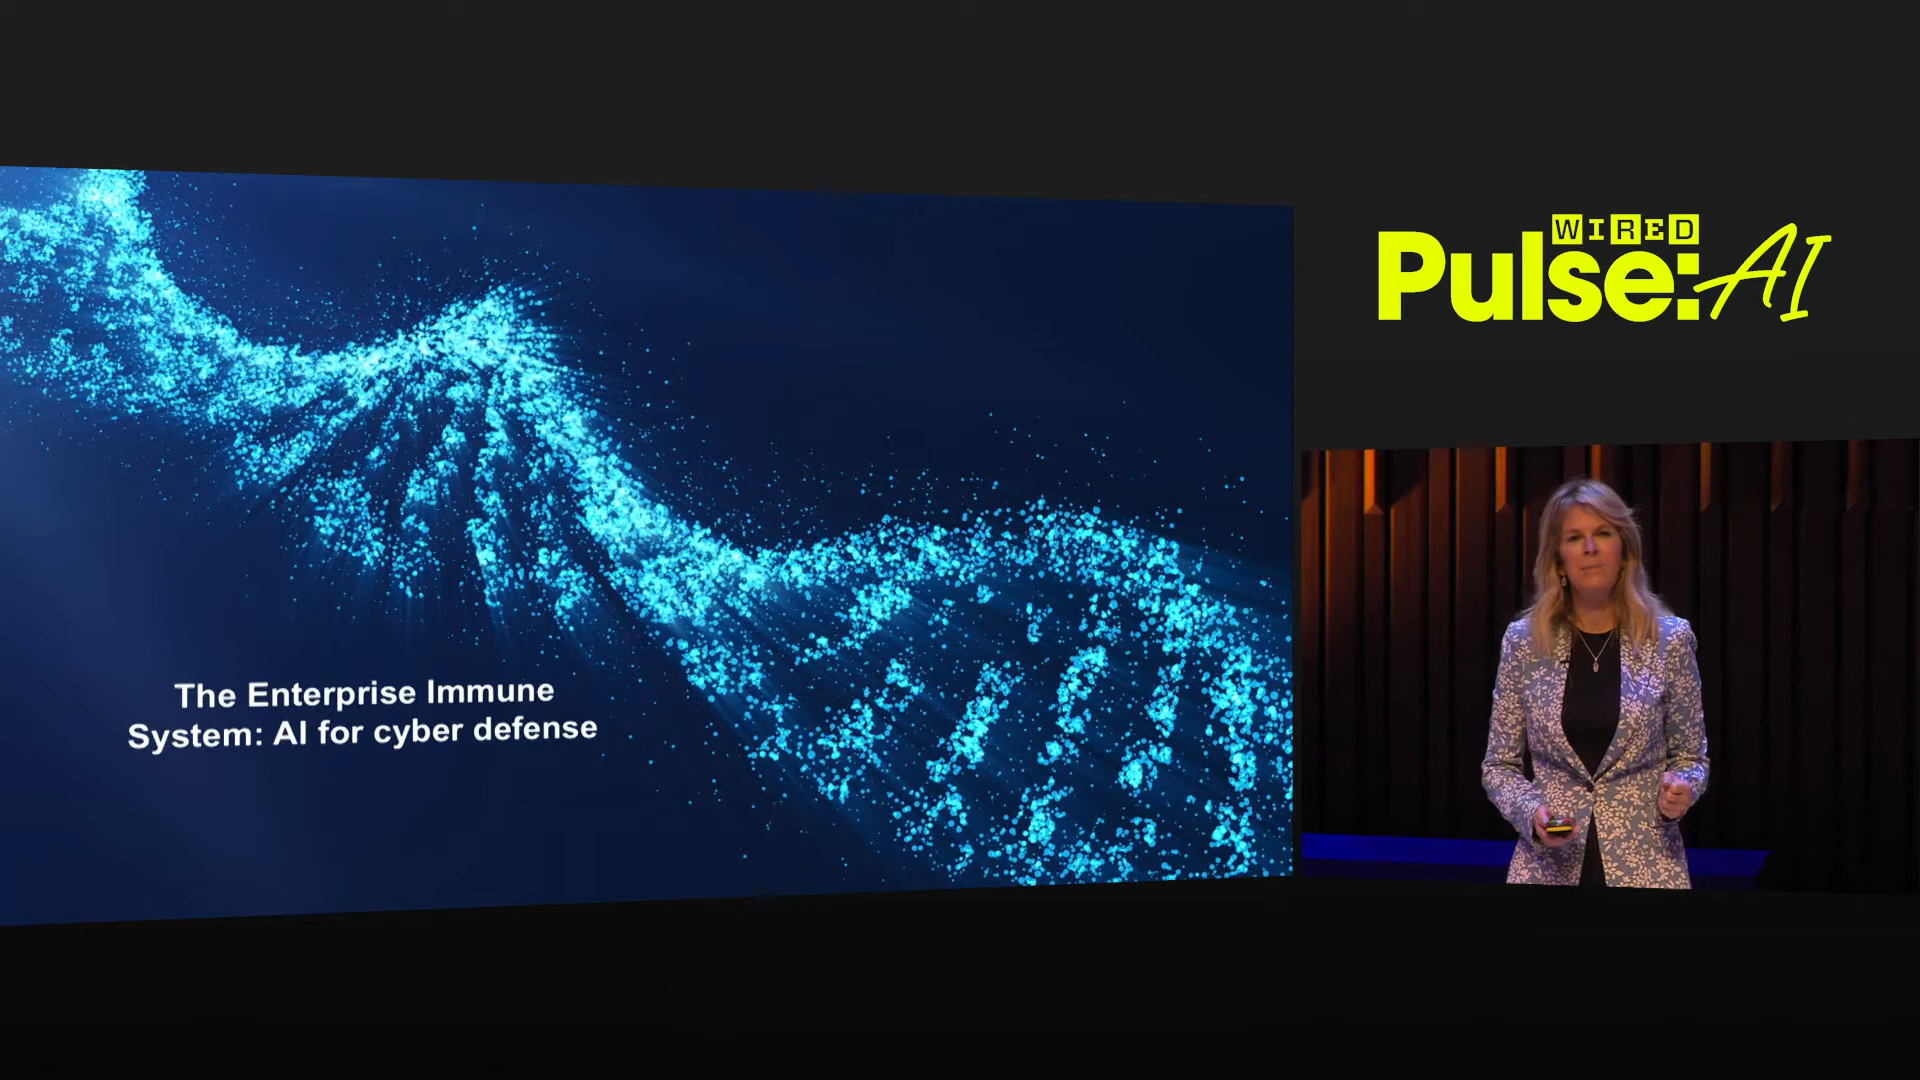 The Enterprise Immune
System: AI for cyber defense
WIRED
Pulse:AI